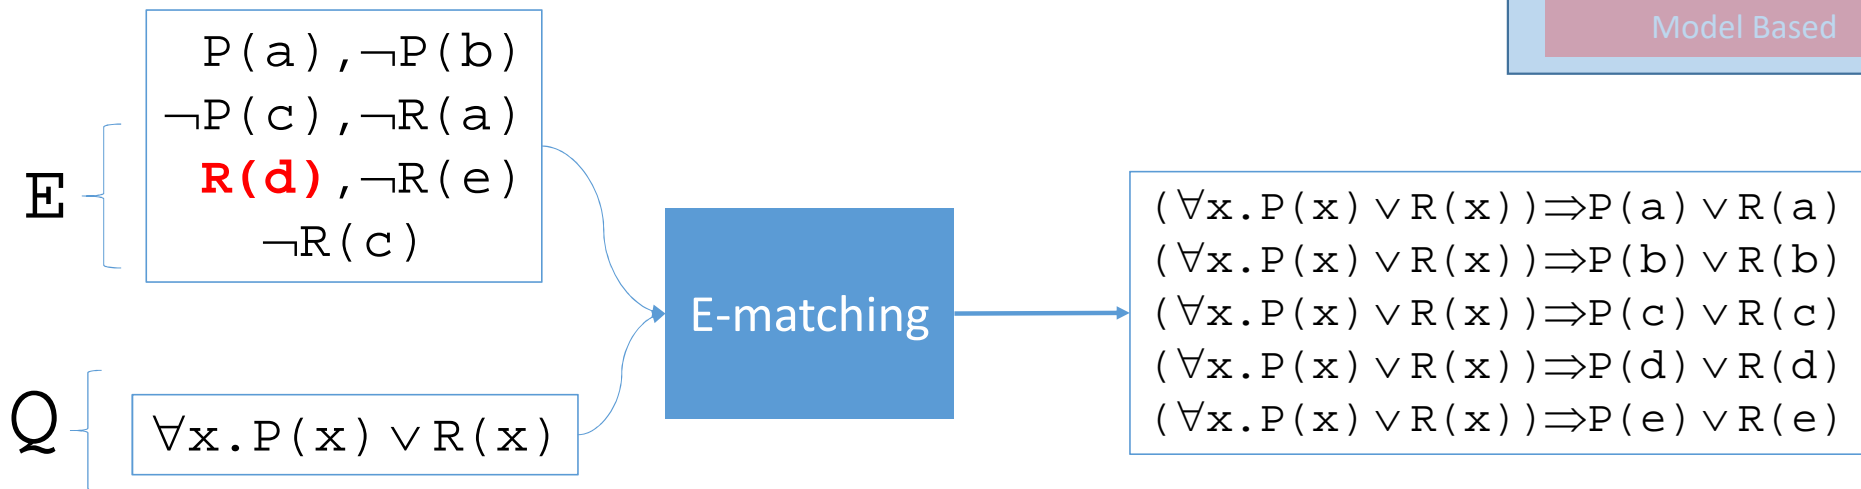 Model Based
P(a),¬P(b)
¬P(c),¬R(a)
R(d),¬R(e)
¬R(c)
E
E-matching
(∀x.P(x)∨R(x))⇒P(a)∨R(a)
(∀x.P(x)∨R(x))⇒P(b)∨R(b)
(∀x.P(x)∨R(x))⇒P(c)∨R(c)
(∀x.P(x)∨R(x))⇒P(d)∨R(d)
(∀x.P(x)∨R(x))⇒P(e)∨R(e)
Q
∀x.P(x)∨R(x)